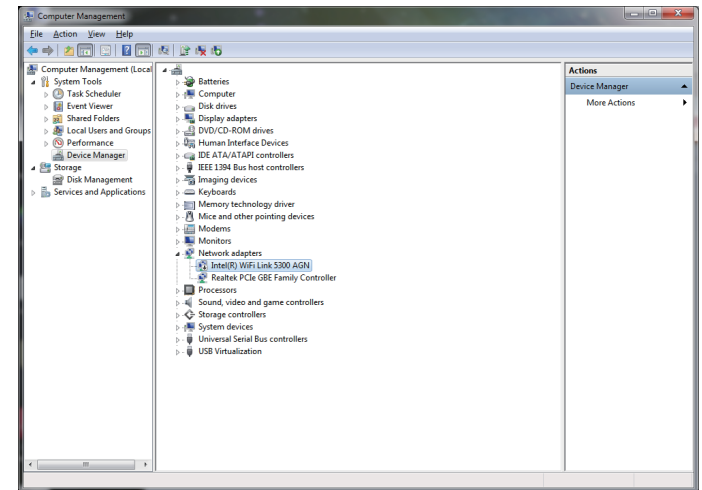 Computer Management
File Action View Help
Computer Management (Local
System Tools
Task Scheduler
Event Viewer
Shared Folders
Local Users and Groups
Performance
Device Manager
Storage
Disk Management
Services and Applications
Batteries
Computer
Disk drives
Display adapters
DVD/CD-ROM drives
Human Interface Devices
IDE ATA/ATAPI controllers
IEEE 1394 Bus host controllers
Imaging devices
Keyboards
Memory technology driver
Mice and other pointing devices
Modems
Monitors
Network adapters
Intel(R) WiFi Link 5300 AGN
Realtek PCIe GBE Family Controller
Processors
Sound, video and game controllers
Storage controllers
System devices
Universal Serial Bus controllers
USB Virtualization
Actions
Device Manager
More Actions